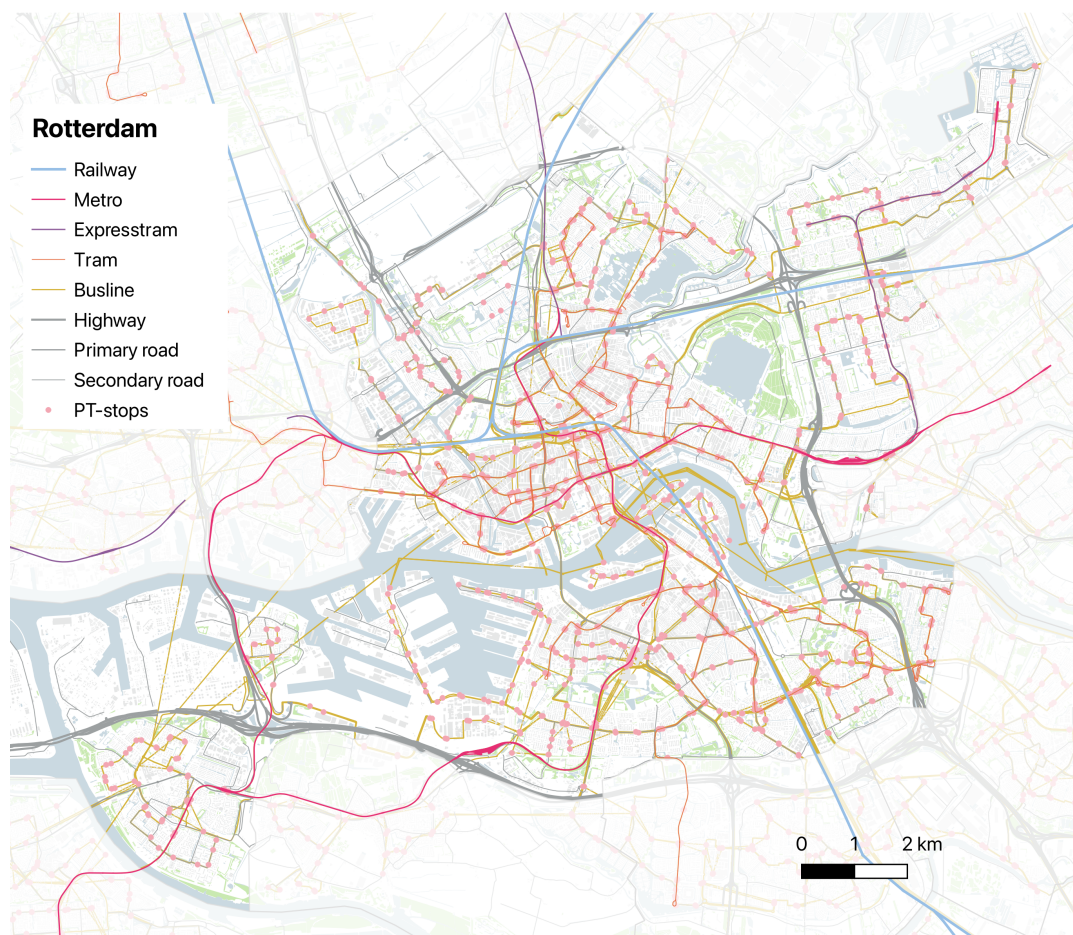 Rotterdam
Railway
Metro
Expresstram
Tram
Busline
Highway
Primary road
Secondary road
PT-stops
0 1 2 km